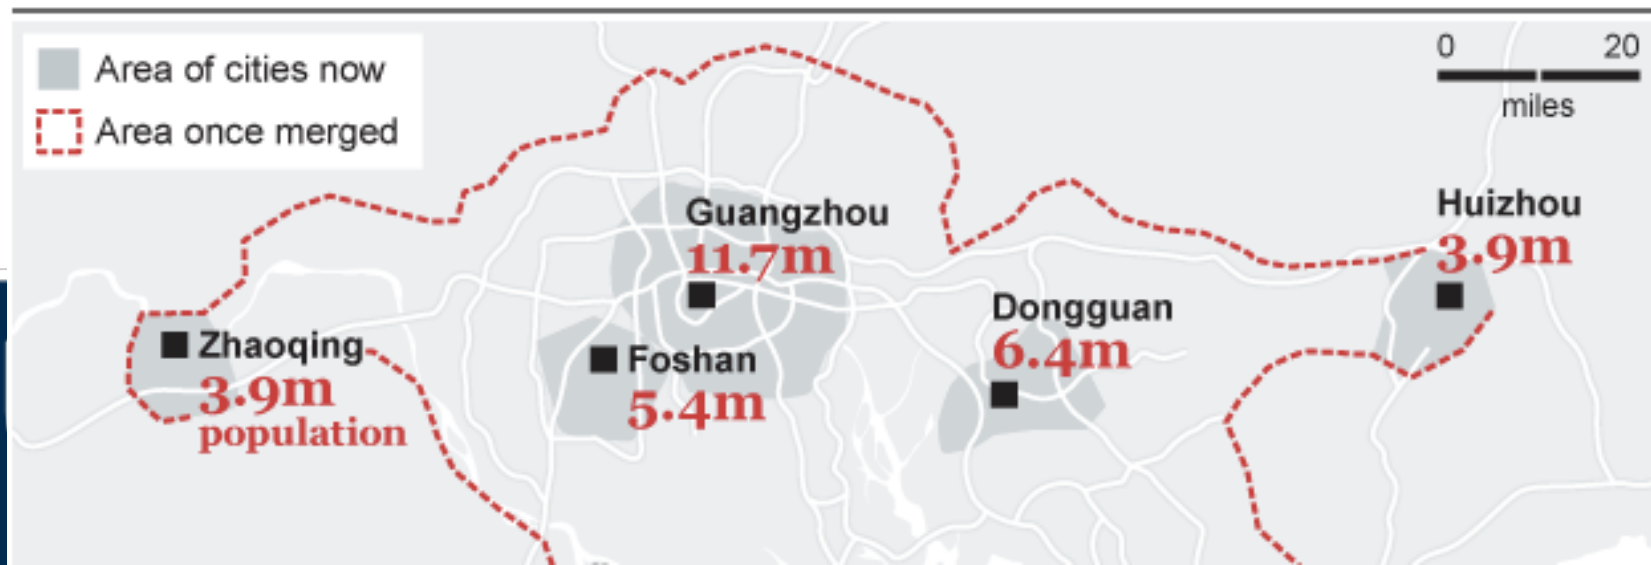 Area of cities now
Area once merged
0 20
miles
Guangzhou
11.7m
Huizhou
3.9m
Dongguan
6.4m
Zhaoqing
3.9m
population
Foshan
5.4m